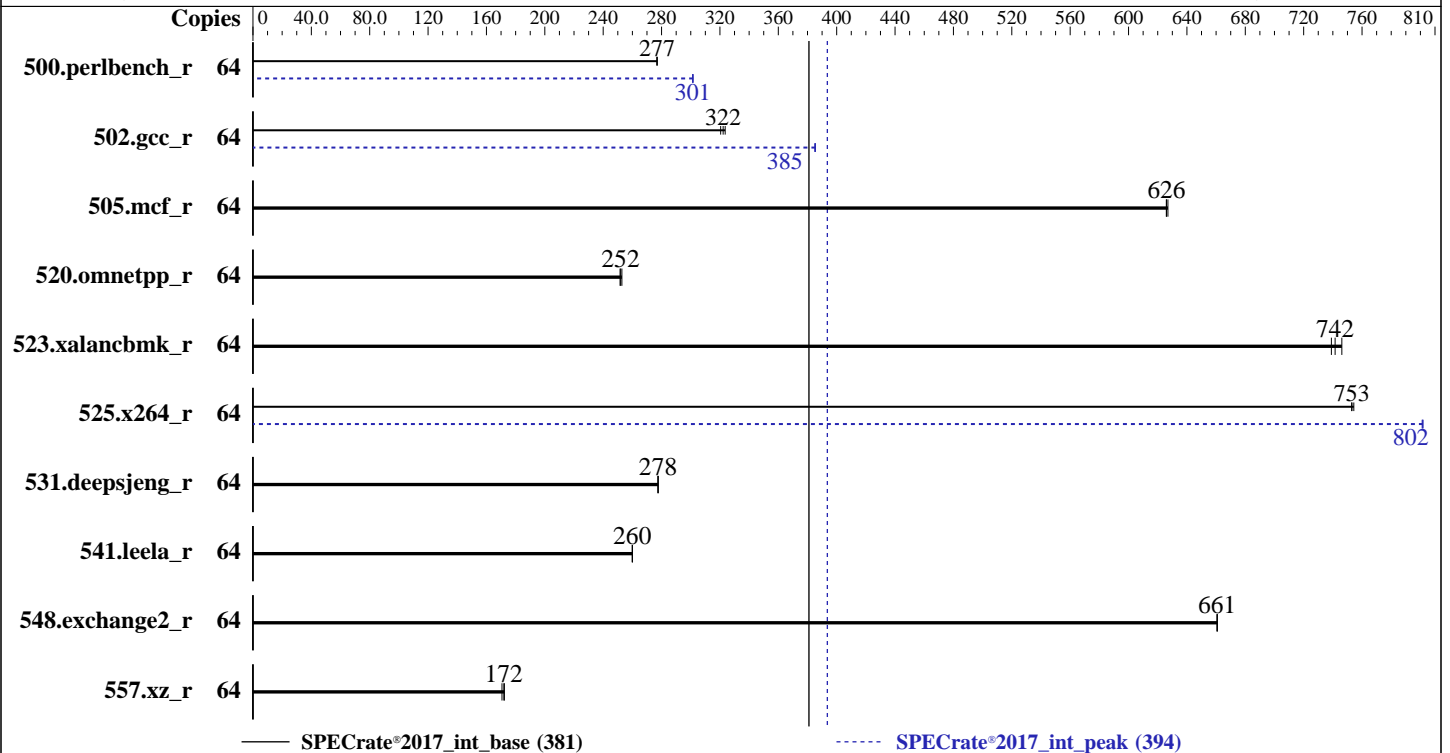 Copies 0 40.0 80.0 120 160 200 240 280 320 360 400 440 480 520 560 600 640 680 720 760 810
500.perlbench_r 64 277
301
502.gcc_r 64 322
385
505.mcf_r 64 626
520.omnetpp_r 64 252
523.xalancbmk_r 64 742
525.x264_r 64 753
802
531.deepsjeng_r 64 278
541.leela_r 64 260
548.exchange2_r 64 661
557.xz_r 64 172
SPECrate®2017_int_base (381) SPECrate®2017_int_peak (394)